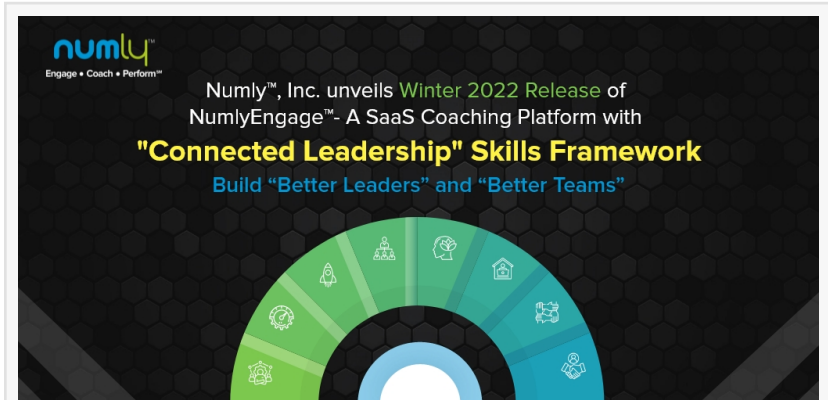 numly™
Engage • Coach • Perform℠
Numly™, Inc. unveils Winter 2022 Release of
NumlyEngage™- A SaaS Coaching Platform with
"Connected Leadership" Skills Framework
Build “Better Leaders” and “Better Teams”